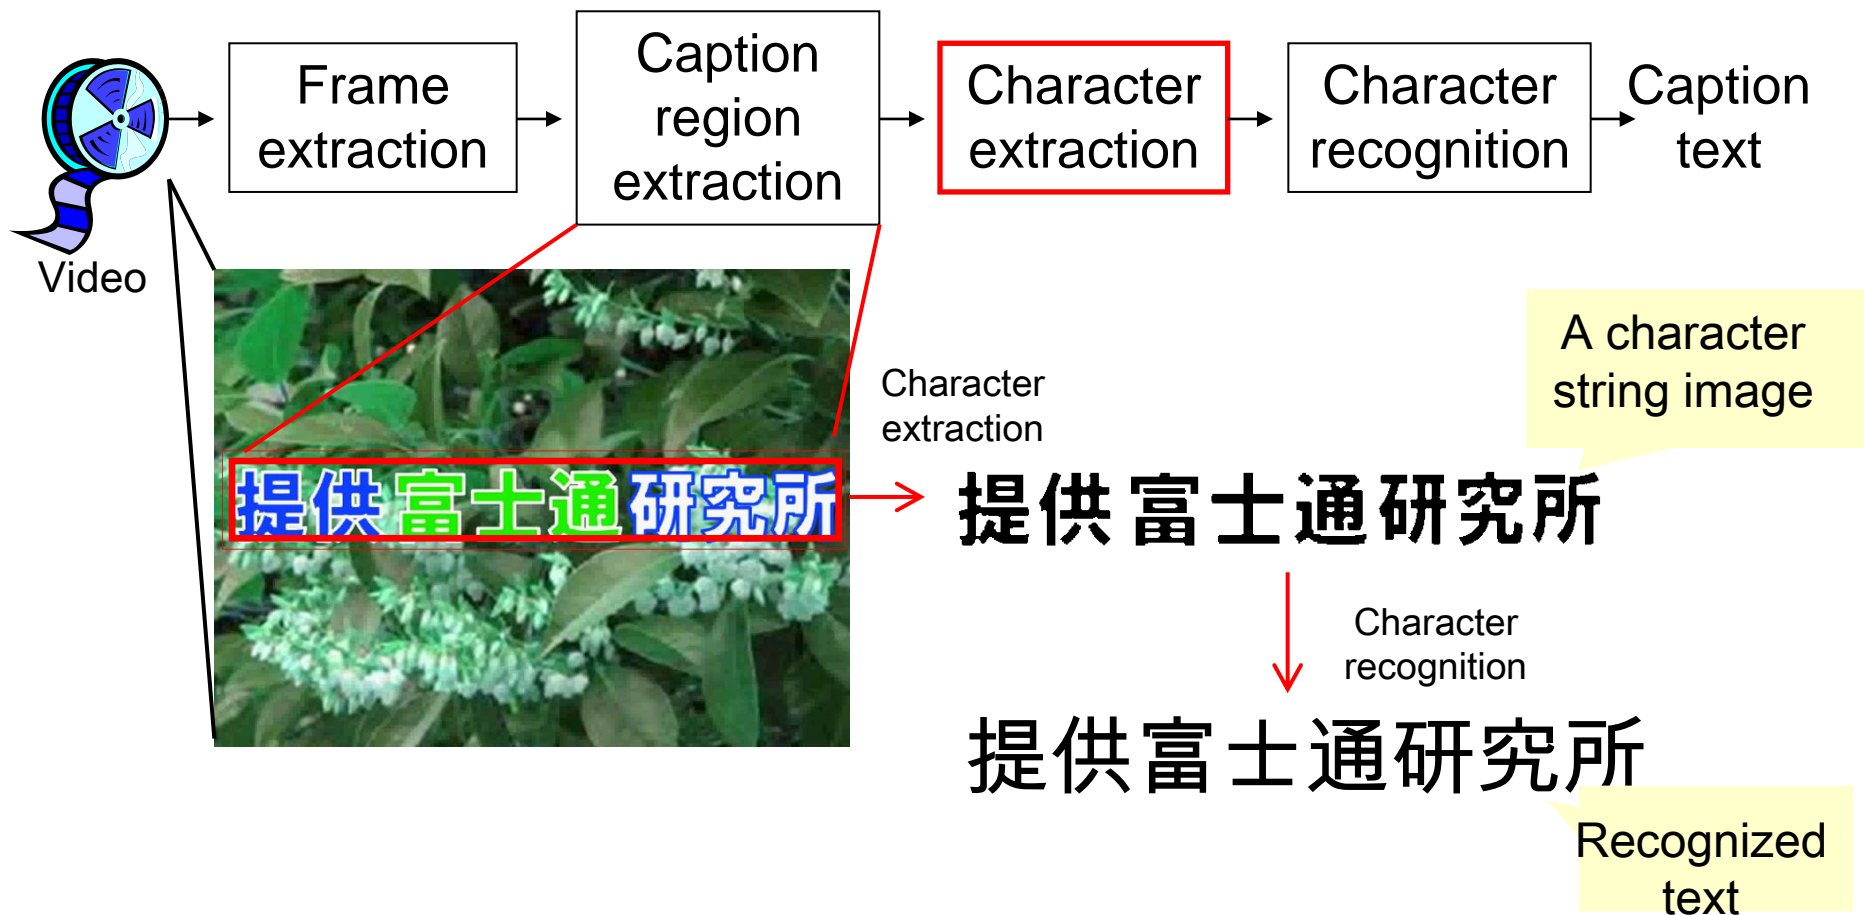 Frame
extraction
Caption
region
extraction
Character
extraction
Character
recognition
Caption
text
Video
提供富士通研究所
Character
extraction
A character
string image
提供富士通研究所
Character
recognition
提供富士通研究所
Recognized
text